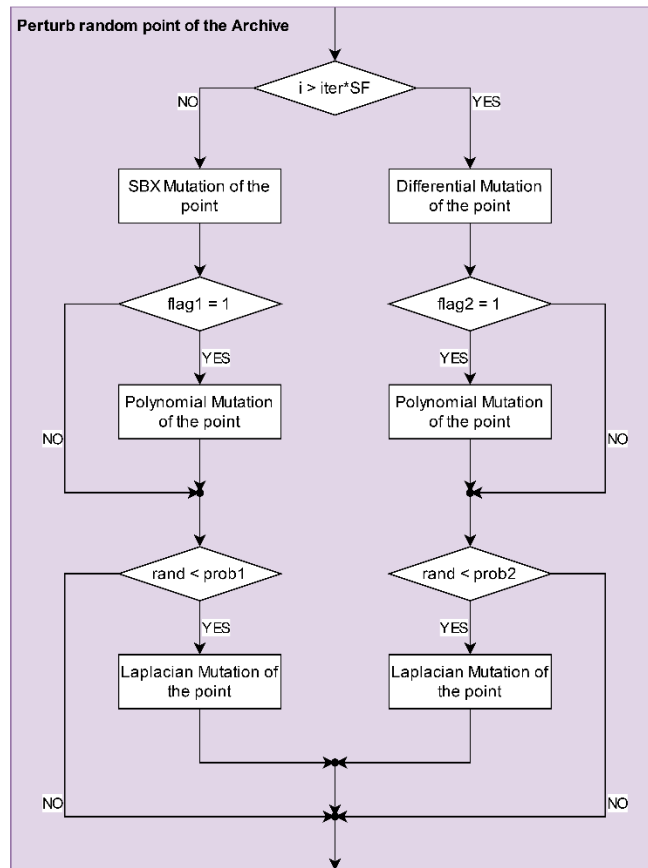 Perturb random point of the Archive
i > iter*SF
NO
YES
SBX Mutation of the
point
Differential Mutation
of the point
flag1 = 1
flag2 = 1
YES
YES
Polynomial Mutation
of the point
Polynomial Mutation
of the point
NO
NO
rand < prob1
rand < prob2
YES
YES
Laplacian Mutation of
the point
Laplacian Mutation of
the point
NO
NO